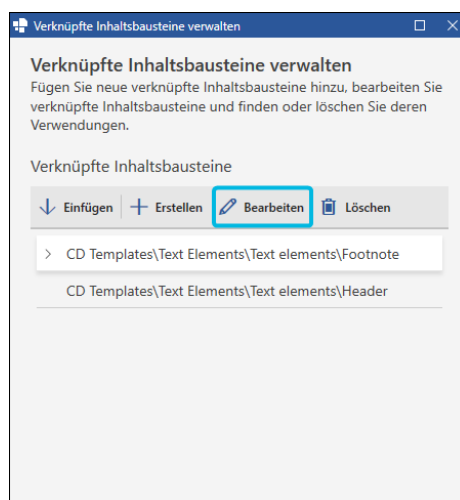 Verknüpfte Inhaltsbausteine verwalten
Verknüpfte Inhaltsbausteine verwalten
Fügen Sie neue verknüpfte Inhaltsbausteine hinzu, bearbeiten Sie
verknüpfte Inhaltsbausteine und finden oder löschen Sie deren
Verwendungen.
Verknüpfte Inhaltsbausteine
Einfügen Erstellen Bearbeiten Löschen
CD Templates\Text Elements\Text elements\Footnote
CD Templates\Text Elements\Text elements\Header